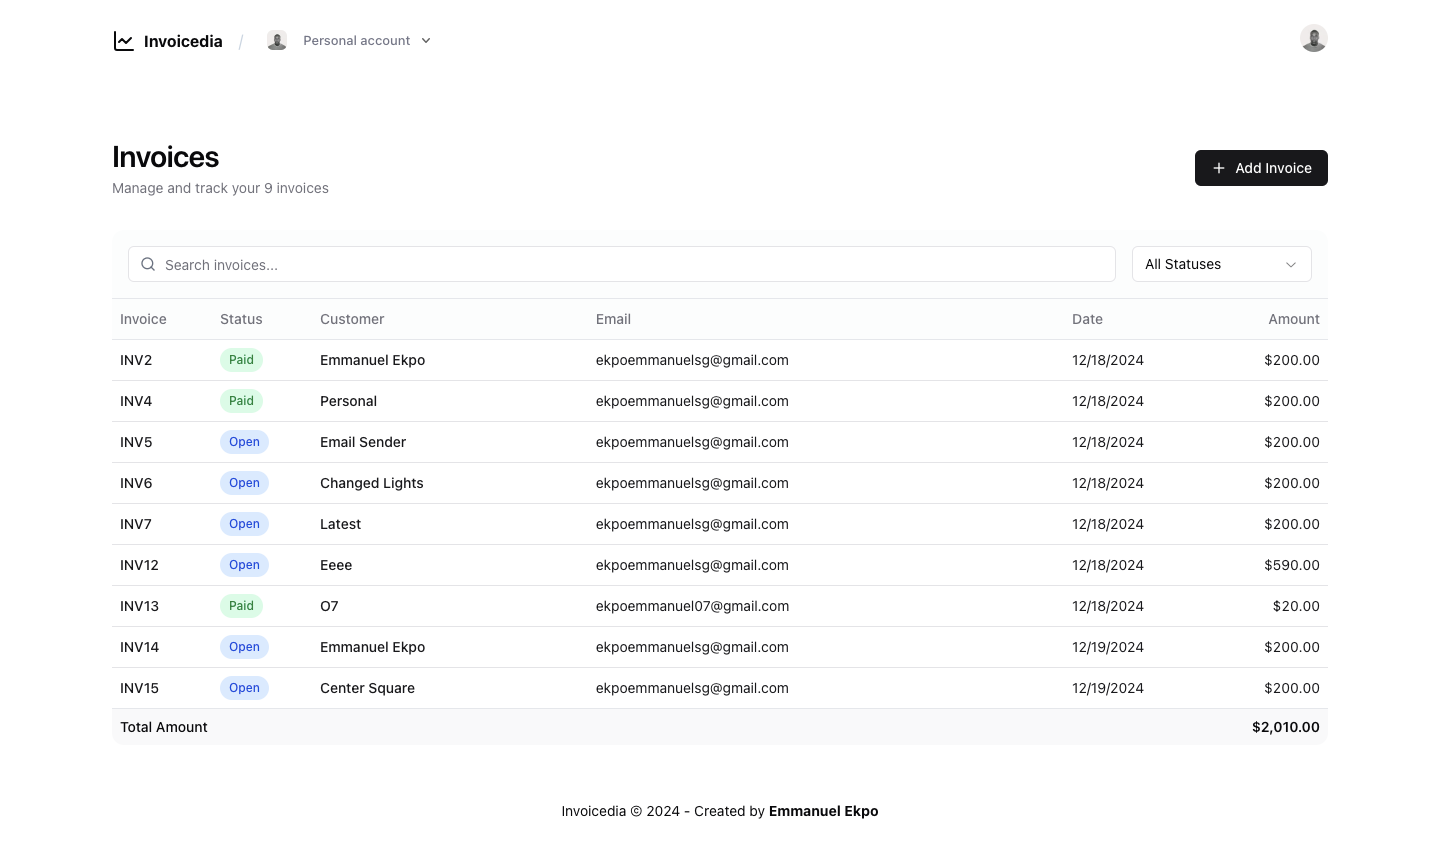 Invoicedia / Personal account
Invoices
Manage and track your 9 invoices
Add Invoice
Search invoices... All Statuses
Invoice Status Customer Email Date Amount
INV2 Paid Emmanuel Ekpo ekpoemmanuelsg@gmail.com 12/18/2024 $200.00
INV4 Paid Personal ekpoemmanuelsg@gmail.com 12/18/2024 $200.00
INV5 Open Email Sender ekpoemmanuelsg@gmail.com 12/18/2024 $200.00
INV6 Open Changed Lights ekpoemmanuelsg@gmail.com 12/18/2024 $200.00
INV7 Open Latest ekpoemmanuelsg@gmail.com 12/18/2024 $200.00
INV12 Open Eeee ekpoemmanuelsg@gmail.com 12/18/2024 $590.00
INV13 Paid O7 ekpoemmanuel07@gmail.com 12/18/2024 $20.00
INV14 Open Emmanuel Ekpo ekpoemmanuelsg@gmail.com 12/19/2024 $200.00
INV15 Open Center Square ekpoemmanuelsg@gmail.com 12/19/2024 $200.00
Total Amount $2,010.00
Invoicedia © 2024 - Created by Emmanuel Ekpo